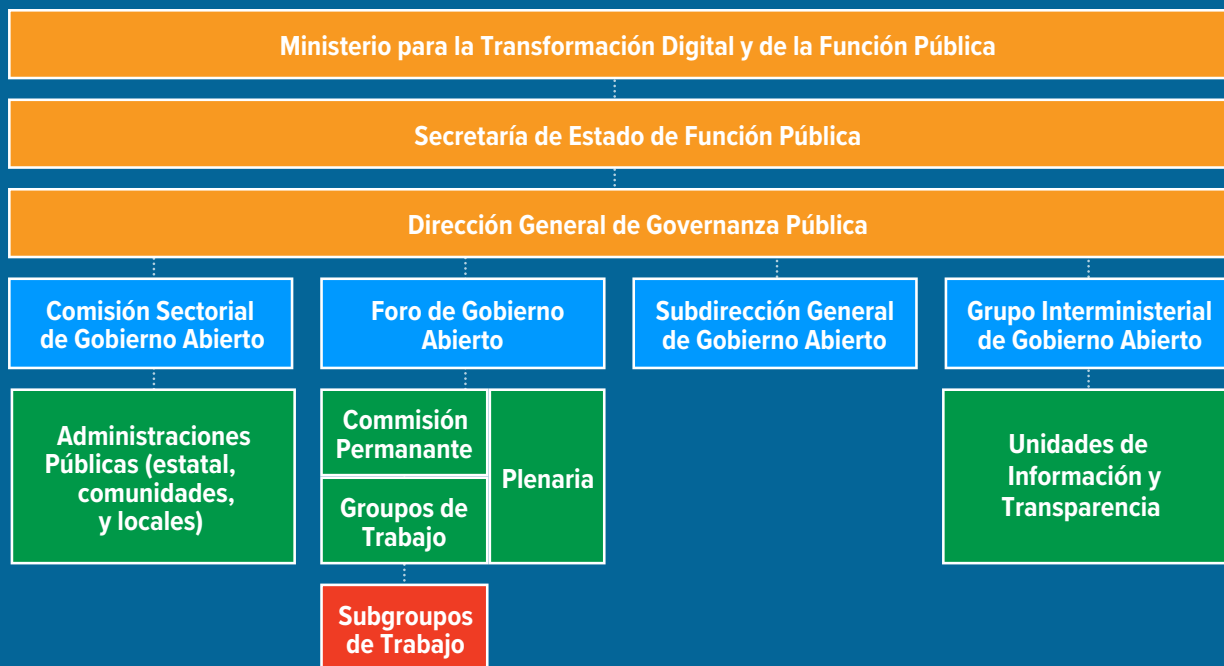 Ministerio para la Transformación Digital y de la Función Pública
Secretaría de Estado de Función Pública
Dirección General de Governanza Pública
Comisión Sectorial
de Gobierno Abierto
Foro de Gobierno
Abierto
Subdirección General
de Gobierno Abierto
Grupo Interministerial
de Gobierno Abierto
Administraciones
Públicas (estatal,
comunidades,
y locales)
Commisión
Permanante
Groupos de
Trabajo
Plenaria
Unidades de
Información y
Transparencia
Subgroupos
de Trabajo